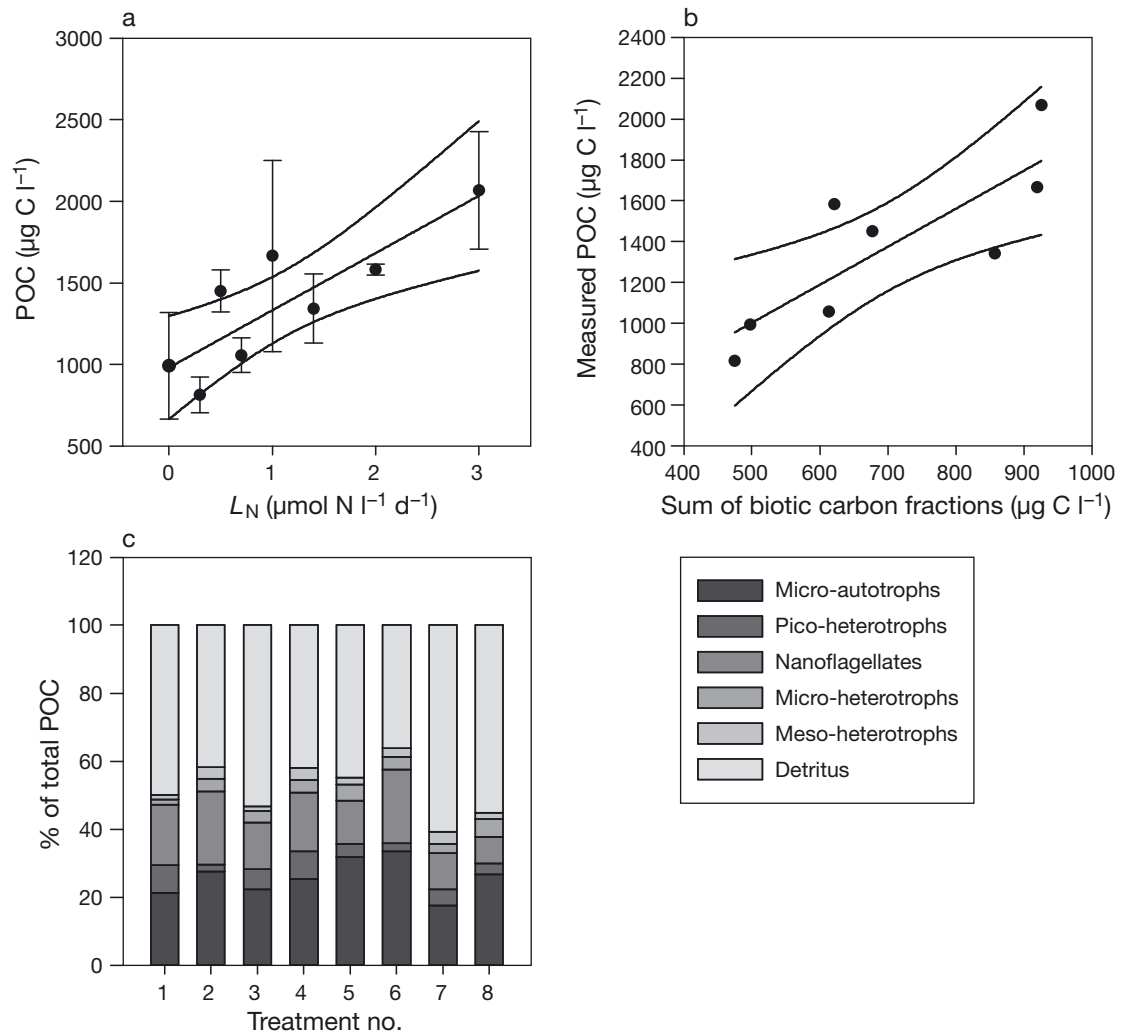 a
3000
2500
2000
1500
1000
500
POC (µg C l⁻¹)
0 1 2 3
L_N (µmol N l⁻¹ d⁻¹)
b
2400
2200
2000
1800
1600
1400
1200
1000
800
600
400
Measured POC (µg C l⁻¹)
400 500 600 700 800 900 1000
Sum of biotic carbon fractions (µg C l⁻¹)
c
120
100
80
60
40
20
0
% of total POC
1 2 3 4 5 6 7 8
Treatment no.
Micro-autotrophs
Pico-heterotrophs
Nanoflagellates
Micro-heterotrophs
Meso-heterotrophs
Detritus